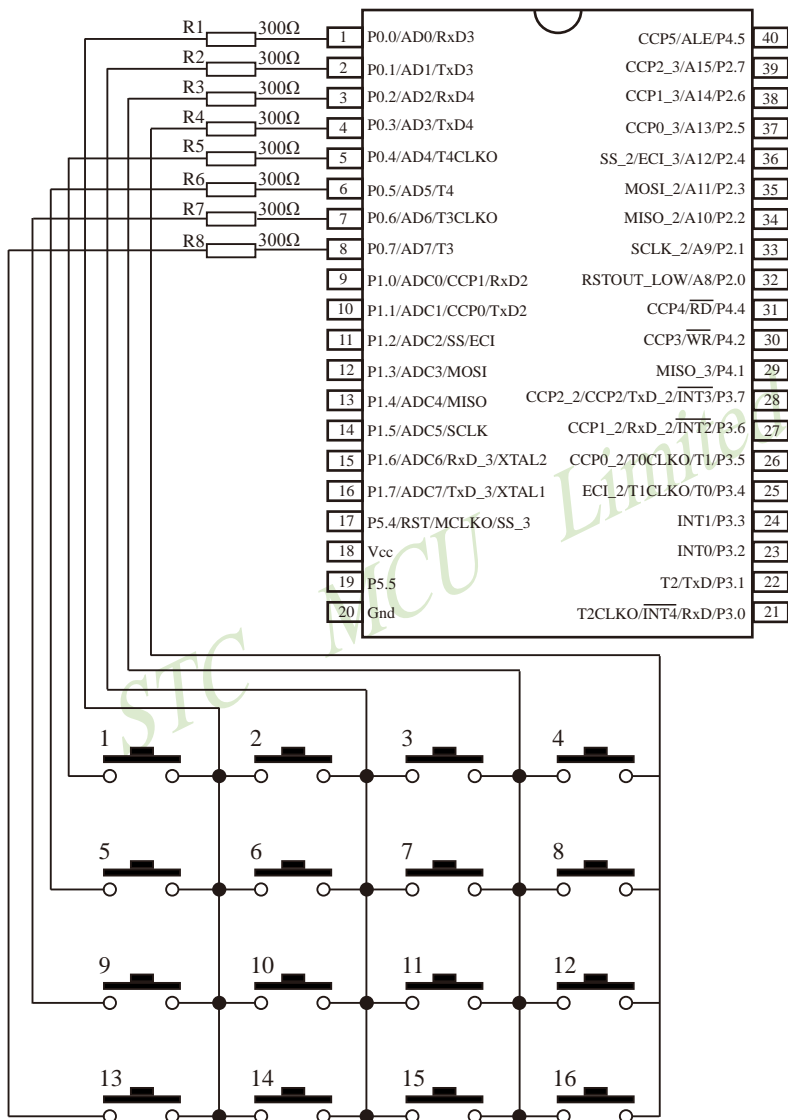 R1 300Ω 1 P0.0/AD0/RxD3 CCP5/ALE/P4.5 40
R2 300Ω 2 P0.1/AD1/TxD3 CCP2_3/A15/P2.7 39
R3 300Ω 3 P0.2/AD2/RxD4 CCP1_3/A14/P2.6 38
R4 300Ω 4 P0.3/AD3/TxD4 CCP0_3/A13/P2.5 37
R5 300Ω 5 P0.4/AD4/T4CLKO SS_2/ECI_3/A12/P2.4 36
R6 300Ω 6 P0.5/AD5/T4 MOSI_2/A11/P2.3 35
R7 300Ω 7 P0.6/AD6/T3CLKO MISO_2/A10/P2.2 34
R8 300Ω 8 P0.7/AD7/T3 SCLK_2/A9/P2.1 33
9 P1.0/ADC0/CCP1/RxD2 RSTOUT_LOW/A8/P2.0 32
10 P1.1/ADC1/CCP0/TxD2 CCP4/RD/P4.4 31
11 P1.2/ADC2/SS/ECI CCP3/WR/P4.2 30
12 P1.3/ADC3/MOSI MISO_3/P4.1 29
13 P1.4/ADC4/MISO CCP2_2/CCP2/TxD_2/INT3/P3.7 28
14 P1.5/ADC5/SCLK CCP1_2/RxD_2/INT2/P3.6 27
15 P1.6/ADC6/RxD_3/XTAL2 CCP0_2/T0CLKO/T1/P3.5 26
16 P1.7/ADC7/TxD_3/XTAL1 ECI_2/T1CLKO/T0/P3.4 25
17 P5.4/RST/MCLKO/SS_3 INT1/P3.3 24
18 Vcc INT0/P3.2 23
19 P5.5 T2/TxD/P3.1 22
20 Gnd T2CLKO/INT4/RxD/P3.0 21
STC MCU Limited
1 2 3 4
5 6 7 8
9 10 11 12
13 14 15 16